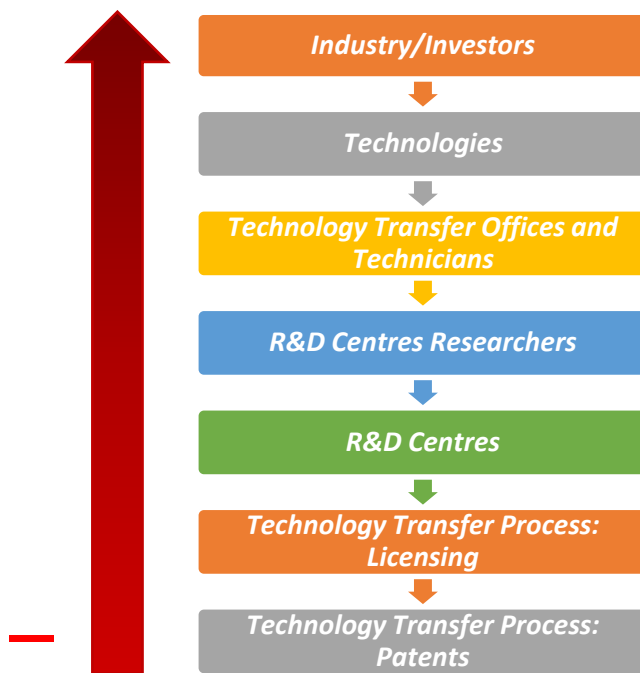 Industry/Investors
Technologies
Technology Transfer Offices and
Technicians
R&D Centres Researchers
R&D Centres
Technology Transfer Process:
Licensing
Technology Transfer Process:
Patents